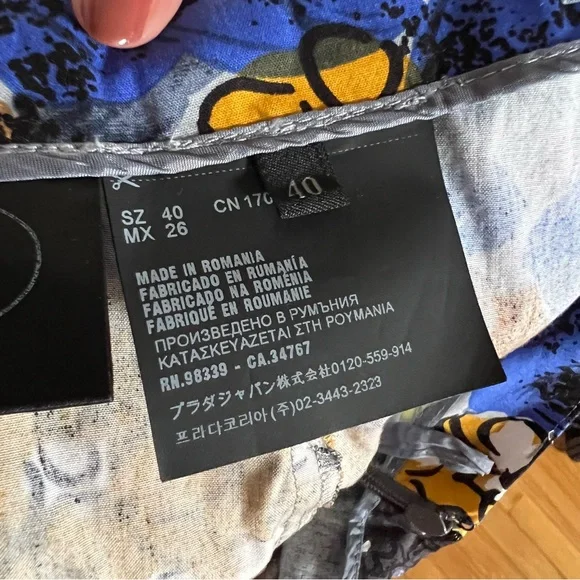 SZ 40 CN 170
40
MX 26
MADE IN ROMANIA
FABRICADO EN RUMANÍA
FABRICADO NA ROMÉNIA
FABRIQUÉ EN ROUMANIE
ПРОИЗВЕДЕНО В РУМЪНИЯ
ΚΑΤΑΣΚΕΥΑΖΕΤΑΙ ΣΤΗ ΡΟΥΜΑΝΙΑ
RN.98339 - CA.34767
プラダジャパン株式会社0120-559-914
프라다코리아(주)02-3443-2323